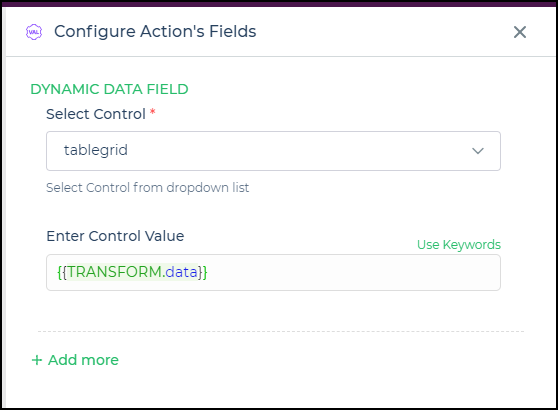 VAL
Configure Action's Fields
DYNAMIC DATA FIELD
Select Control *
tablegrid
Select Control from dropdown list
Enter Control Value
Use Keywords
{{TRANSFORM.data}}
+ Add more